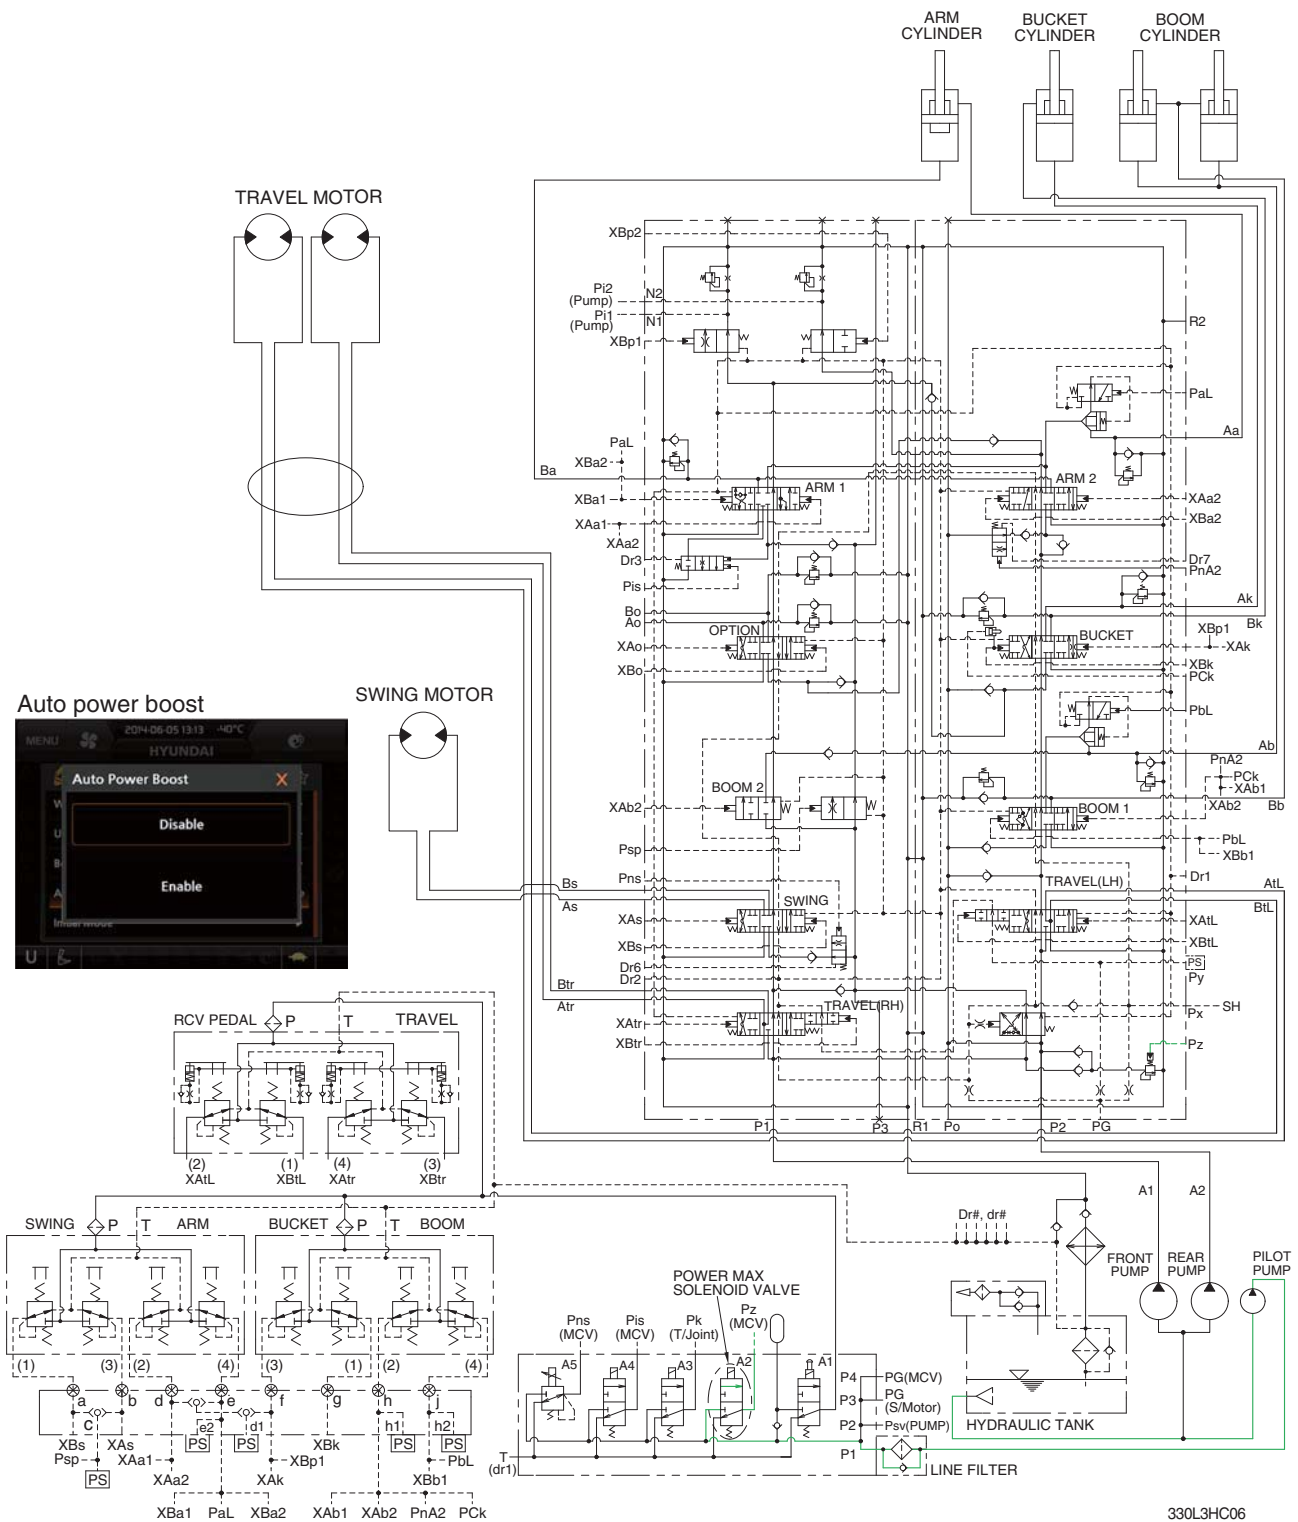 ARM
CYLINDER
BUCKET
CYLINDER
BOOM
CYLINDER
TRAVEL MOTOR
XBp2
Pi2
(Pump)
N2
Pi1
(Pump)
N1
XBp1
R2
PaL
Aa
PaL
XBa2
Ba
XBa1
XAa1
XAa2
ARM 1
ARM 2
XAa2
XBa2
Dr3
Pis
Dr7
PnA2
Bo
Ao
OPTION
XAo
XBo
Ak
Bk
BUCKET
XBp1
XAk
XBk
PCk
PbL
Ab
Auto power boost
MENU
2014-06-05 13:13
-40°C
HYUNDAI
Auto Power Boost
X
Disable
Enable
U
SWING MOTOR
BOOM 2
XAb2
Psp
BOOM 1
PnA2
PCk
XAb1
XAb2
Bb
PbL
XBb1
Dr1
Pns
Bs
As
SWING
XAs
XBs
Dr6
Dr2
TRAVEL(LH)
AtL
BtL
XAtL
XBtL
PS
Py
Btr
Atr
TRAVEL(RH)
XAtr
XBtr
SH
Px
Pz
P1
P3
R1
Po
P2
PG
RCV PEDAL
P
T
TRAVEL
(2)
XAtL
(1)
XBtL
(4)
XAtr
(3)
XBtr
SWING
P
T
ARM
BUCKET
P
T
BOOM
(1)
(3)
(2)
(4)
(3)
(1)
(2)
(4)
a
b
c
d
e
f
g
h
j
e2
d1
h1
h2
PS
PS
PS
PS
PS
XBs
XAs
Psp
XAa1
XAa2
XBp1
XAk
XBk
PbL
XBb1
XBa1
PaL
XBa2
XAb1
XAb2
PnA2
PCk
A1
A2
Dr#, dr#
FRONT
PUMP
REAR
PUMP
PILOT
PUMP
HYDRAULIC TANK
POWER MAX
SOLENOID VALVE
Pns
(MCV)
Pis
(MCV)
Pk
(T/Joint)
Pz
(MCV)
A5
A4
A3
A2
A1
P4
PG(MCV)
P3
PG
(S/Motor)
P2
Psv(PUMP)
P1
T
(dr1)
LINE FILTER
330L3HC06